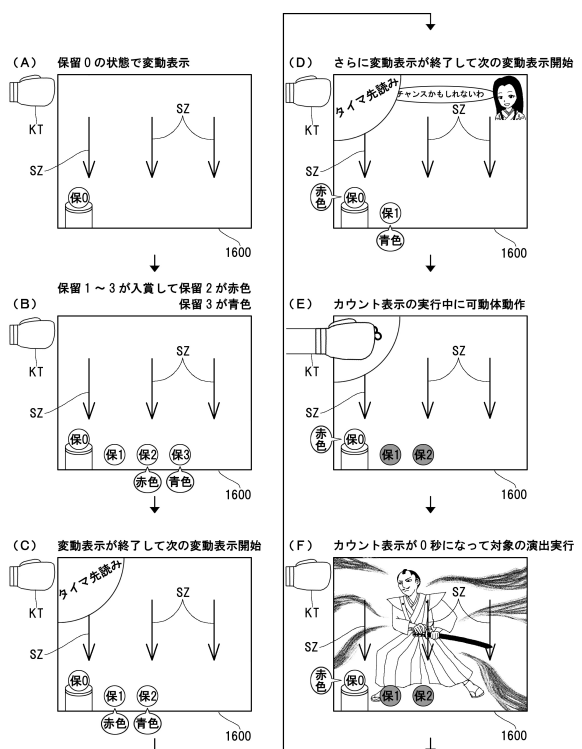 (A) 保留0の状態で変動表示
KT
SZ
SZ
保0
1600
(B) 保留1～3が入賞して保留2が赤色
保留3が青色
KT
SZ
SZ
保0
保1
保2
保3
赤色
青色
1600
(C) 変動表示が終了して次の変動表示開始
タイマ先読み
KT
SZ
SZ
保0
保1
保2
赤色
青色
1600
(D) さらに変動表示が終了して次の変動表示開始
タイマ先読み
チャンスかもしれないわ
KT
SZ
SZ
赤色
保0
保1
青色
1600
(E) カウント表示の実行中に可動体動作
KT
SZ
SZ
赤色
保0
保1
保2
1600
(F) カウント表示が0秒になって対象の演出実行
KT
SZ
SZ
赤色
保0
保1
保2
1600